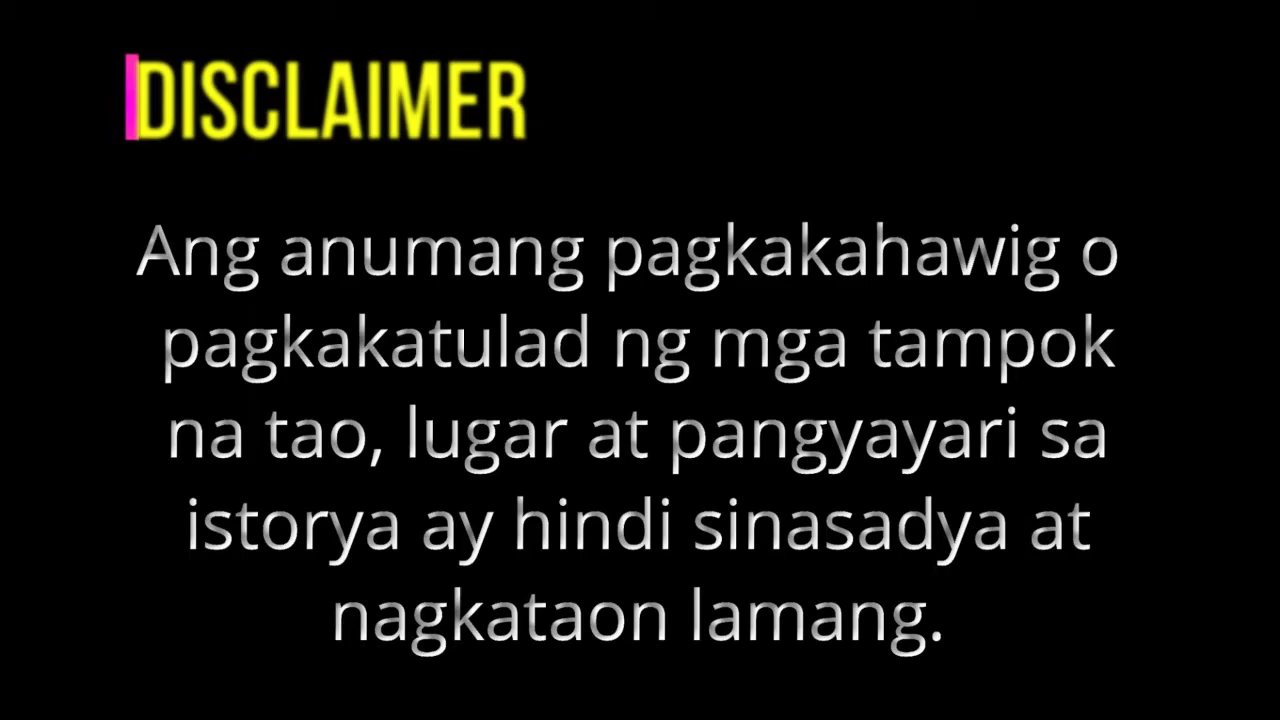 DISCLAIMER
Ang anumang pagkakahawig o
pagkakatulad ng mga tampok
na tao, lugar at pangyayari sa
istorya ay hindi sinasadya at
nagkataon lamang.